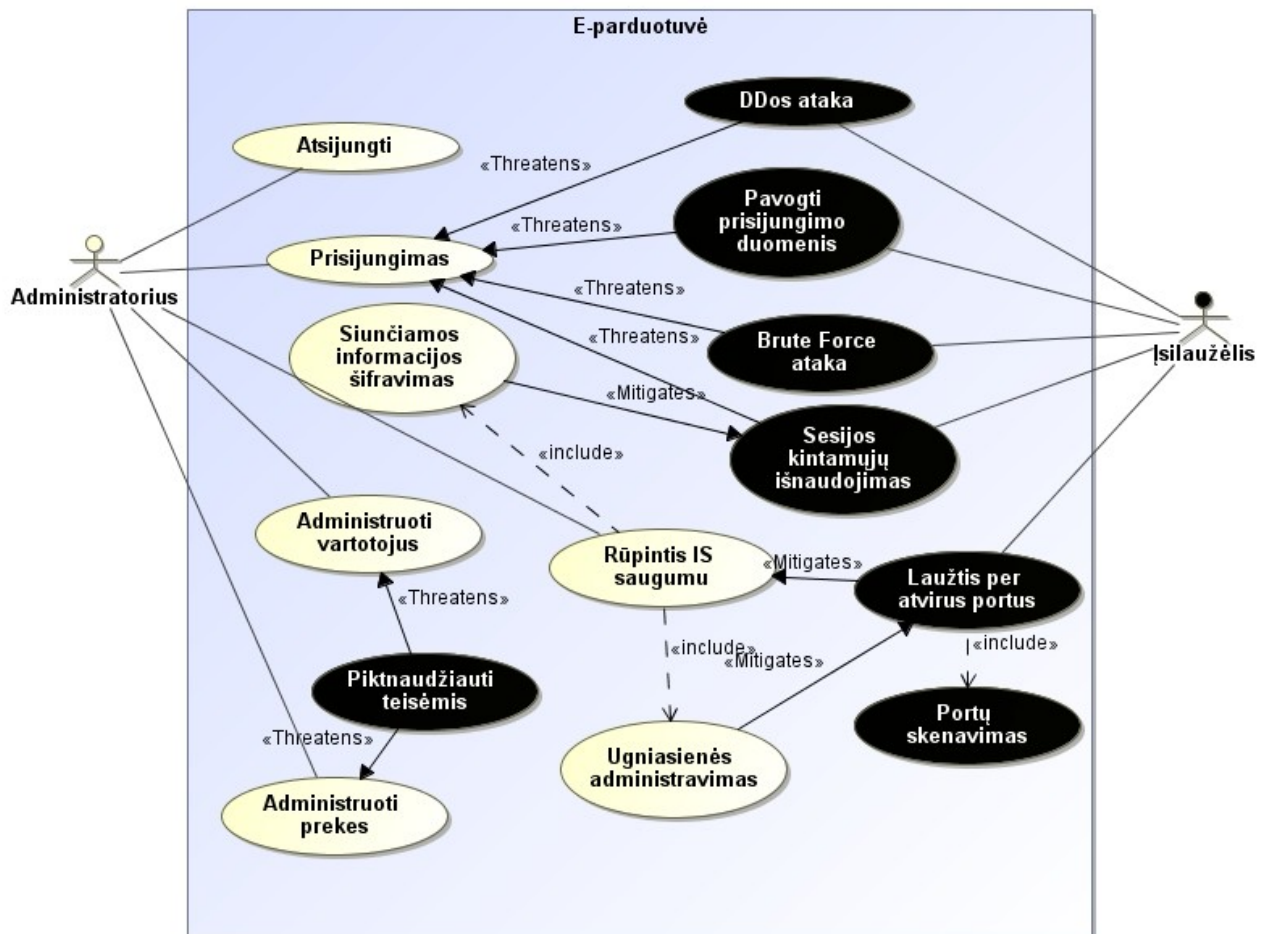 E-parduotuvė
DDos ataka
Atsijungti
«Threatens»
Pavogti
prisijungimo
duomenis
«Threatens»
Prisijungimas
Administratorius
«Threatens»
Siunčiamos
informacijos
šifravimas
«Threatens»
Brute Force
ataka
Įsilaužėlis
«Mitigates»
Sesijos
kintamųjų
išnaudojimas
«include»
Administruoti
vartotojus
Rūpintis IS
saugumu
«Mitigates»
Laužtis per
atvirus portus
«Threatens»
«include»
«Mitigates»
«include»
Piktnaudžiauti
teisėmis
Portų
skenavimas
«Threatens»
Ugniasienės
administravimas
Administruoti
prekes